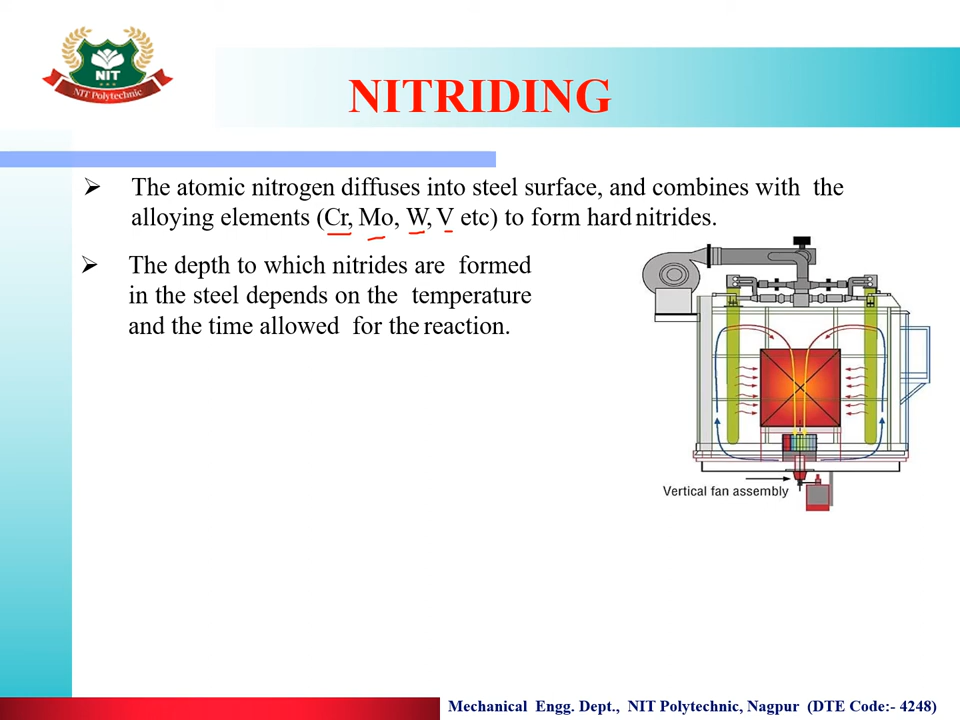 NIT
NIT Polytechnic
NITRIDING
➢ The atomic nitrogen diffuses into steel surface, and combines with the
alloying elements (Cr, Mo, W, V etc) to form hard nitrides.
➢ The depth to which nitrides are formed
in the steel depends on the temperature
and the time allowed for the reaction.
Vertical fan assembly
Mechanical Engg. Dept., NIT Polytechnic, Nagpur (DTE Code:- 4248)